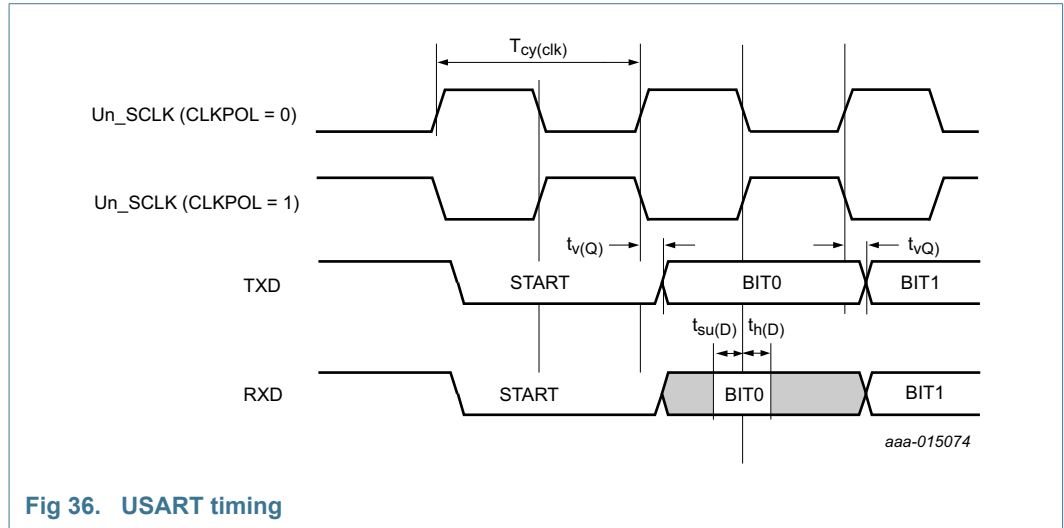 Tcy(clk)
Un_SCLK (CLKPOL = 0)
Un_SCLK (CLKPOL = 1)
tv(Q)
tvQ)
TXD
START
BIT0
BIT1
tsu(D)
th(D)
RXD
START
BIT0
BIT1
aaa-015074
Fig 36. USART timing